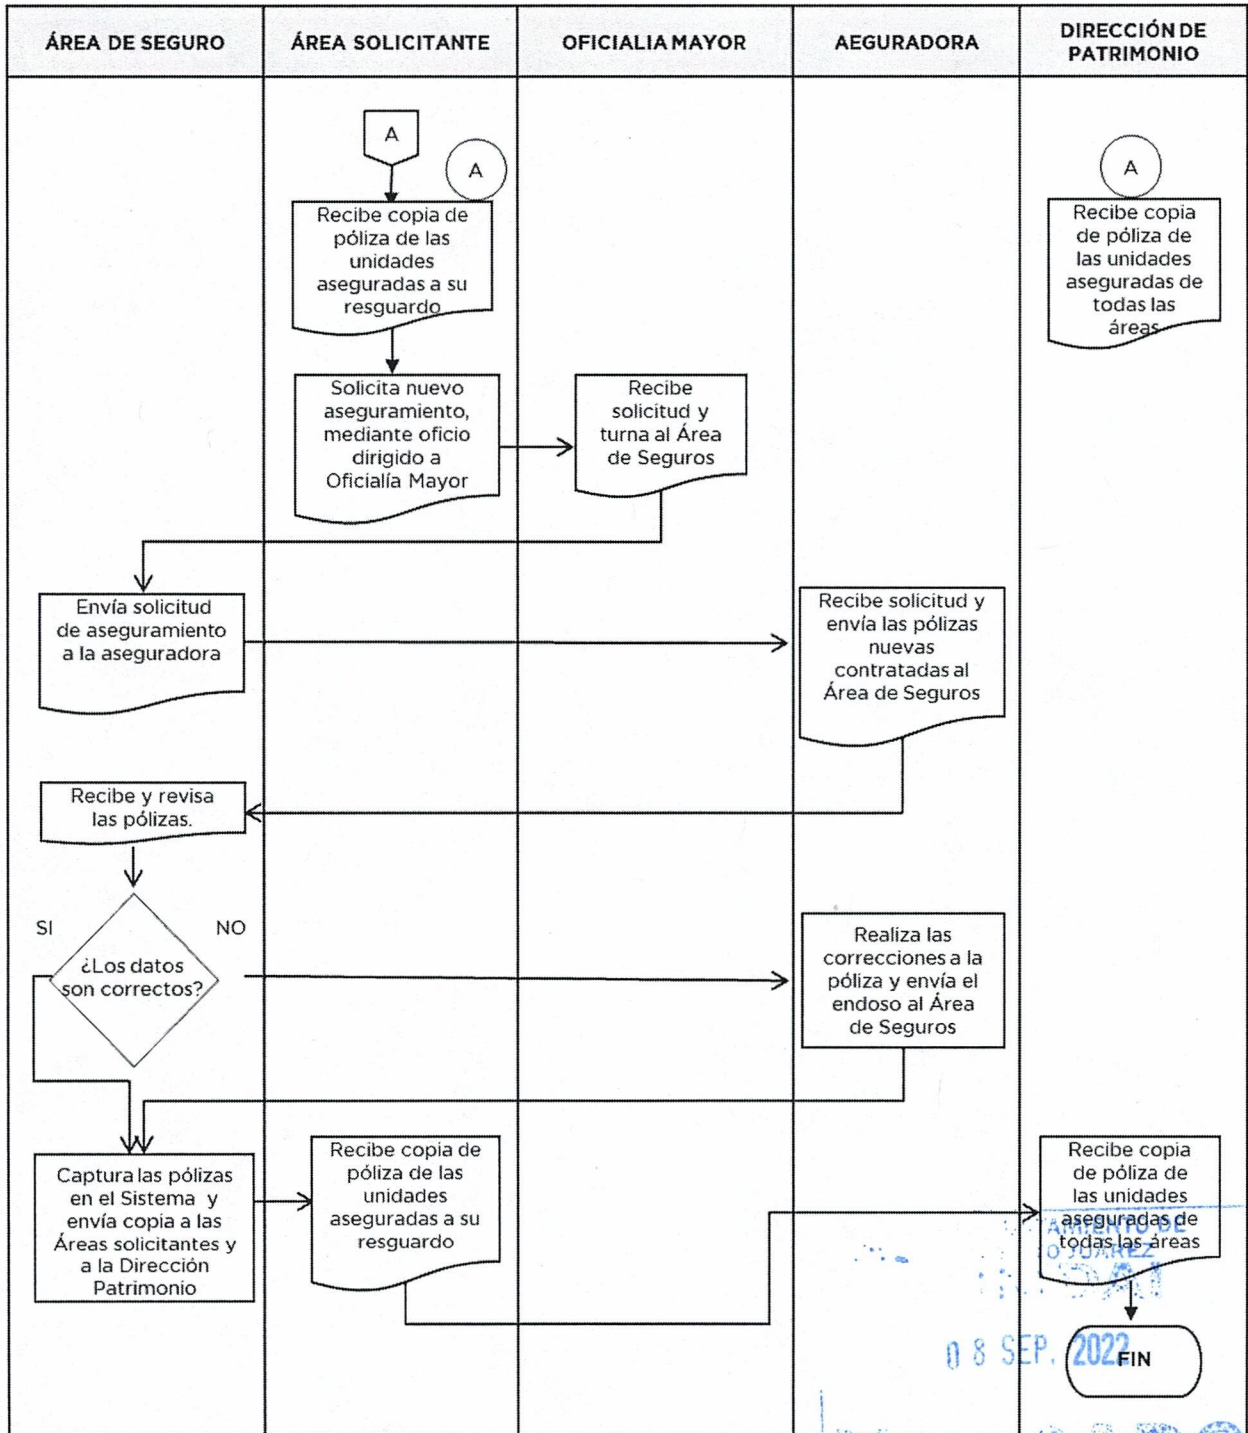 ÁREA DE SEGURO
ÁREA SOLICITANTE
OFICIALIA MAYOR
AEGURADORA
DIRECCIÓN DE
PATRIMONIO
A
A
A
Recibe copia de
póliza de las
unidades
aseguradas a su
resguardo
Recibe copia
de póliza de
las unidades
aseguradas de
todas las
áreas
Solicita nuevo
aseguramiento,
mediante oficio
dirigido a
Oficialía Mayor
Recibe
solicitud y
turna al Área
de Seguros
Envía solicitud
de aseguramiento
a la aseguradora
Recibe solicitud y
envía las pólizas
nuevas
contratadas al
Área de Seguros
Recibe y revisa
las pólizas.
SI
NO
¿Los datos
son correctos?
Realiza las
correcciones a la
póliza y envía el
endoso al Área
de Seguros
Captura las pólizas
en el Sistema y
envía copia a las
Áreas solicitantes y
a la Dirección
Patrimonio
Recibe copia de
póliza de las
unidades
aseguradas a su
resguardo
Recibe copia
de póliza de
las unidades
aseguradas de
todas las áreas
DE
JUÁREZ
08 SEP. 2022
FIN